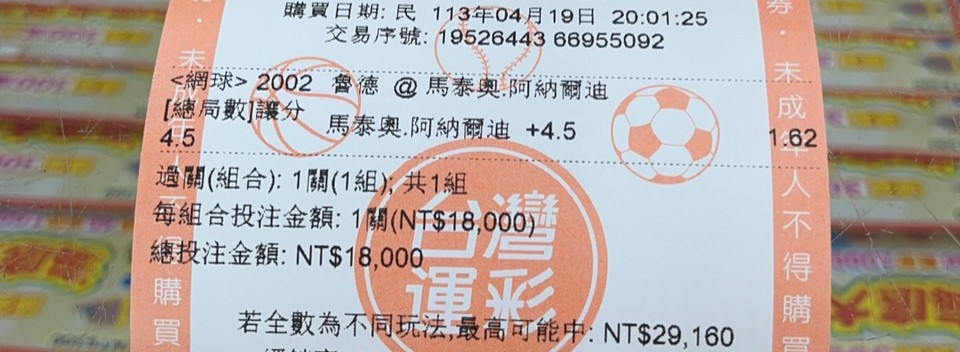 購買日期: 民 113年04月19日 20:01:25
交易序號: 19526443 66955092
<網球> 2002 魯德 @ 馬泰奧.阿納爾迪
[總局數]讓分
4.5 馬泰奧.阿納爾迪 +4.5 1.62
過關(組合): 1關(1組); 共1組
每組合投注金額: 1關(NT$18,000)
總投注金額: NT$18,000
若全數為不同玩法,最高可能中: NT$29,160
台灣
運彩
券・未成年人不得購買